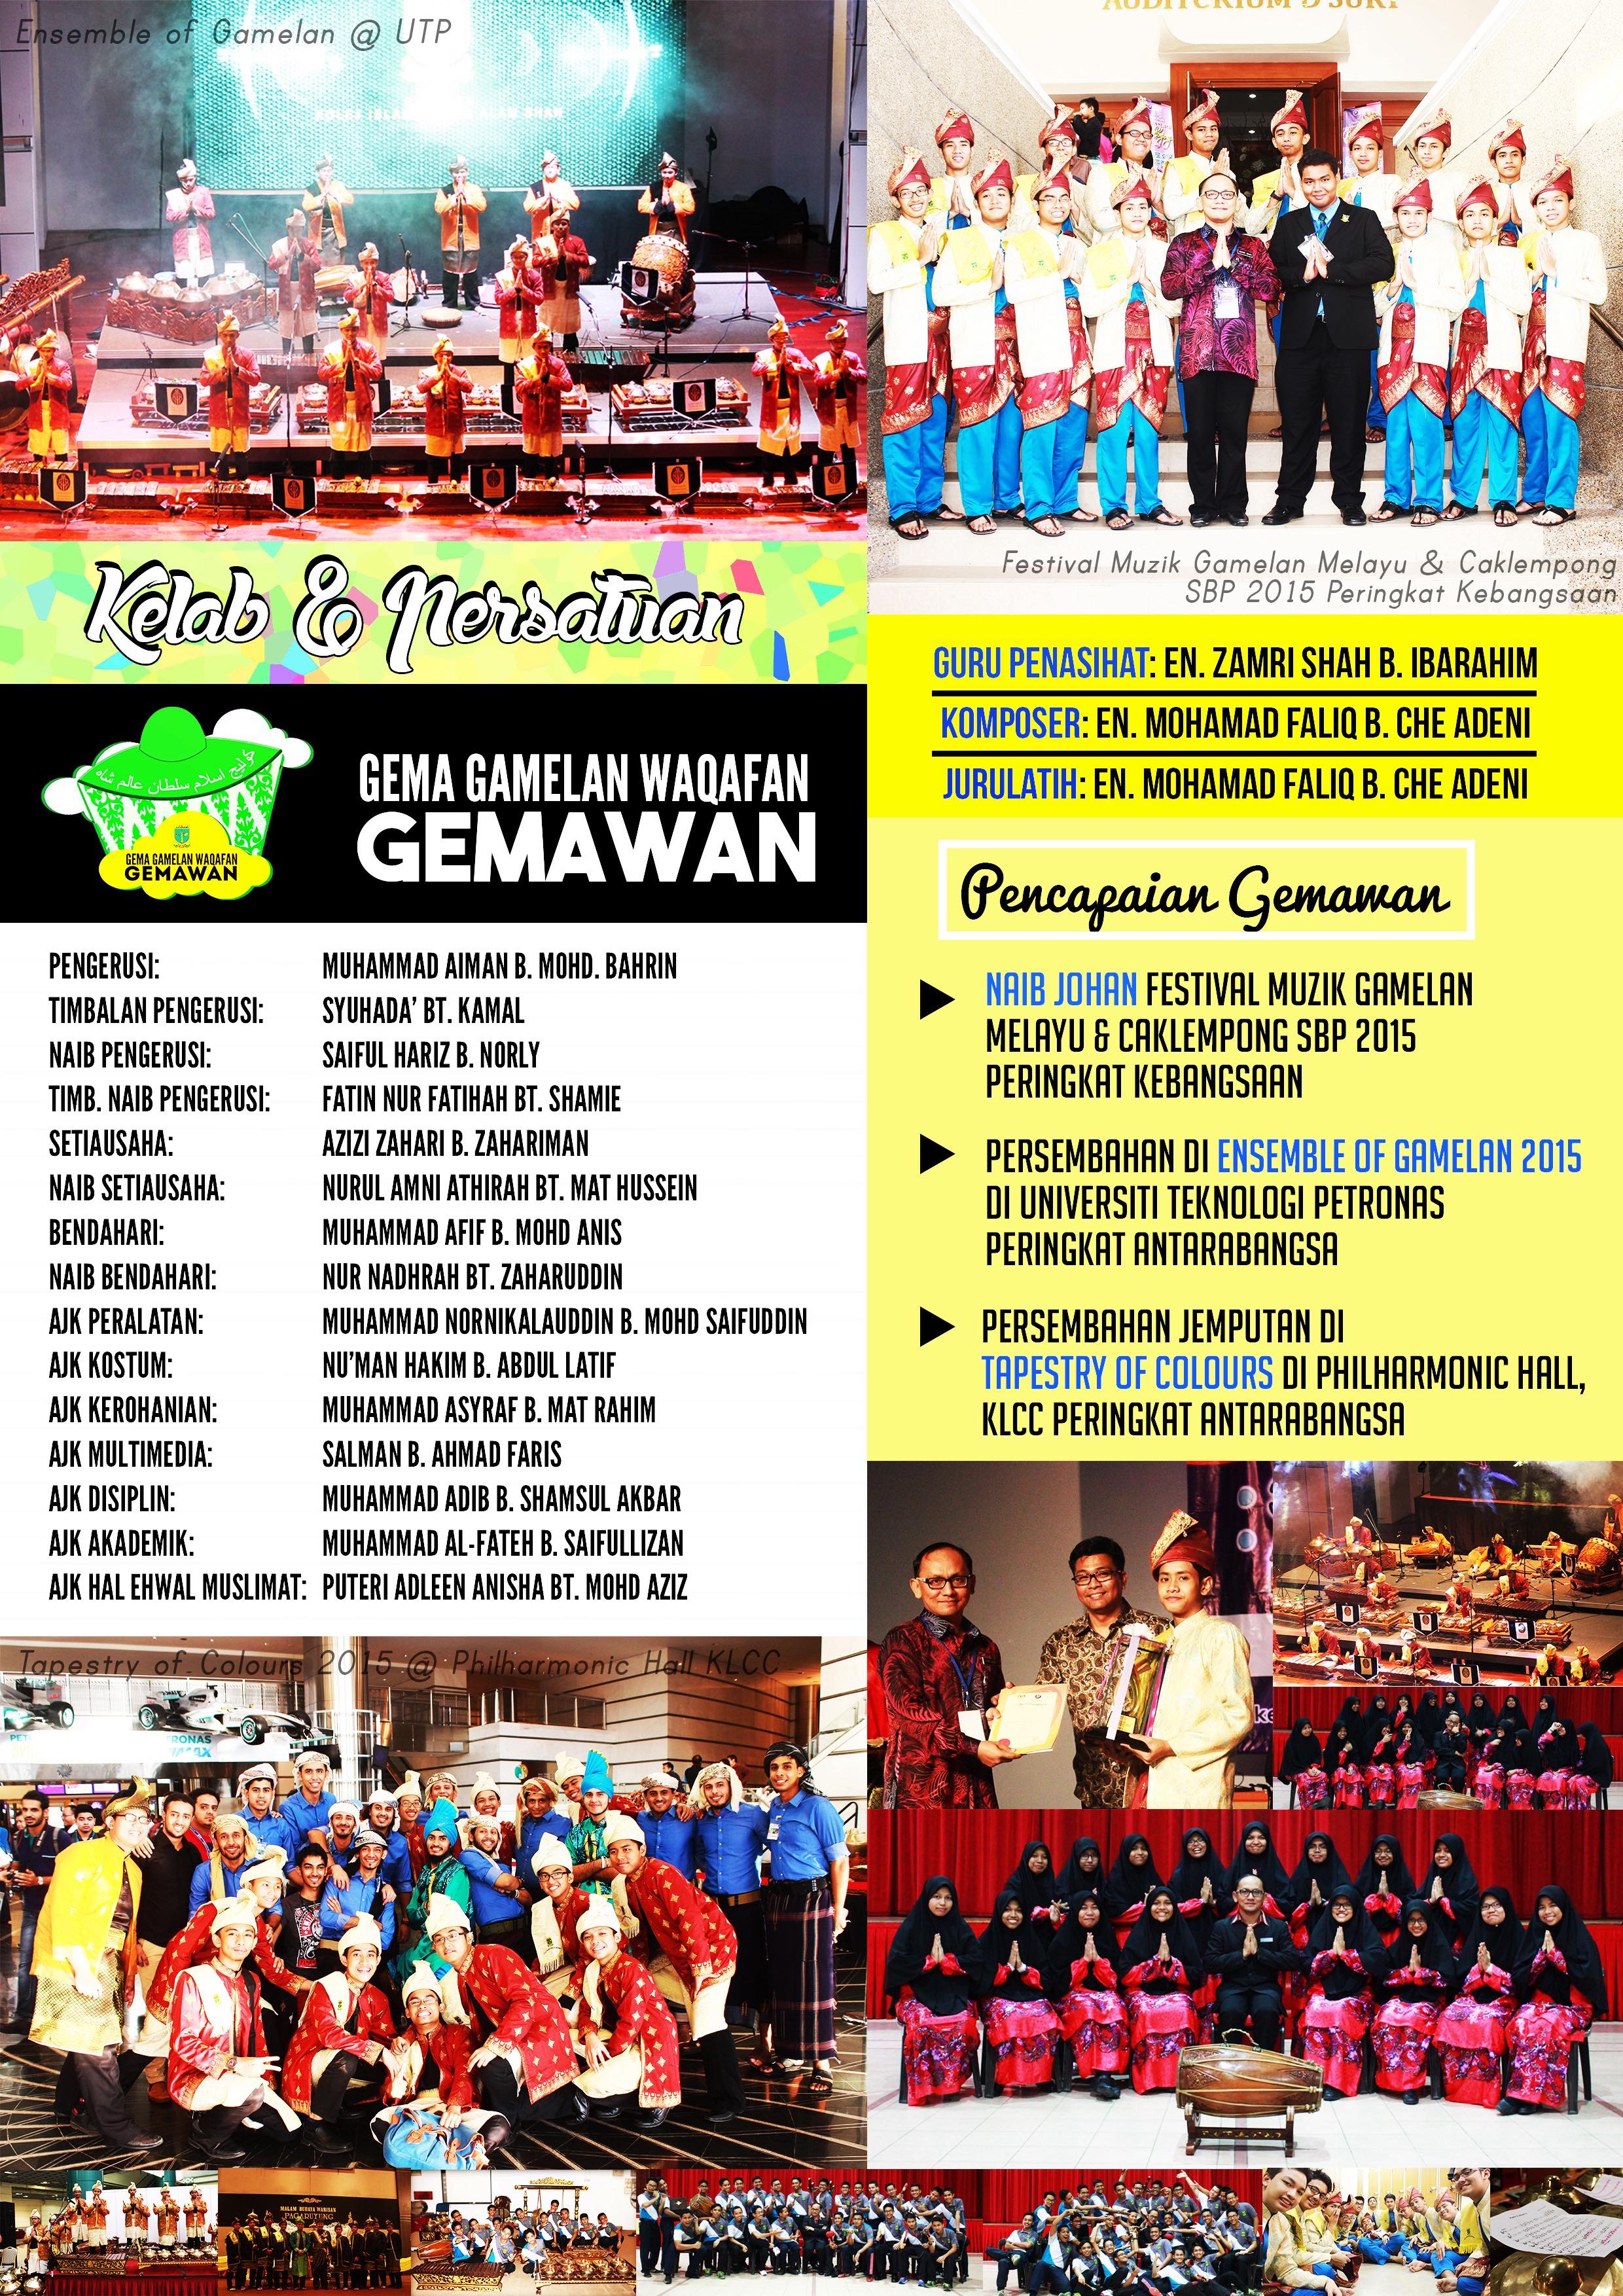 Ensemble of Gamelan @ UTP
Kelab & Persatuan
كوليج اسلام سلطان عالم شاه
GEMA GAMELAN WAQAFAN
GEMAWAN
GEMA GAMELAN WAQAFAN
GEMAWAN
PENGERUSI: MUHAMMAD AIMAN B. MOHD. BAHRIN
TIMBALAN PENGERUSI: SYUHADA' BT. KAMAL
NAIB PENGERUSI: SAIFUL HARIZ B. NORLY
TIMB. NAIB PENGERUSI: FATIN NUR FATIHAH BT. SHAMIE
SETIAUSAHA: AZIZI ZAHARI B. ZAHARIMAN
NAIB SETIAUSAHA: NURUL AMNI ATHIRAH BT. MAT HUSSEIN
BENDAHARI: MUHAMMAD AFIF B. MOHD ANIS
NAIB BENDAHARI: NUR NADHRAH BT. ZAHARUDDIN
AJK PERALATAN: MUHAMMAD NORNIKALAUDDIN B. MOHD SAIFUDDIN
AJK KOSTUM: NU'MAN HAKIM B. ABDUL LATIF
AJK KEROHANIAN: MUHAMMAD ASYRAF B. MAT RAHIM
AJK MULTIMEDIA: SALMAN B. AHMAD FARIS
AJK DISIPLIN: MUHAMMAD ADIB B. SHAMSUL AKBAR
AJK AKADEMIK: MUHAMMAD AL-FATEH B. SAIFULLIZAN
AJK HAL EHWAL MUSLIMAT: PUTERI ADLEEN ANISHA BT. MOHD AZIZ
Tapestry of Colours 2015 @ Philharmonic Hall KLCC
MALAM BUDAYA WARISAN
PAGARUYUNG
Festival Muzik Gamelan Melayu & Caklempong
SBP 2015 Peringkat Kebangsaan
GURU PENASIHAT: EN. ZAMRI SHAH B. IBARAHIM
KOMPOSER: EN. MOHAMAD FALIQ B. CHE ADENI
JURULATIH: EN. MOHAMAD FALIQ B. CHE ADENI
Pencapaian Gemawan
NAIB JOHAN FESTIVAL MUZIK GAMELAN
MELAYU & CAKLEMPONG SBP 2015
PERINGKAT KEBANGSAAN
PERSEMBAHAN DI ENSEMBLE OF GAMELAN 2015
DI UNIVERSITI TEKNOLOGI PETRONAS
PERINGKAT ANTARABANGSA
PERSEMBAHAN JEMPUTAN DI
TAPESTRY OF COLOURS DI PHILHARMONIC HALL,
KLCC PERINGKAT ANTARABANGSA